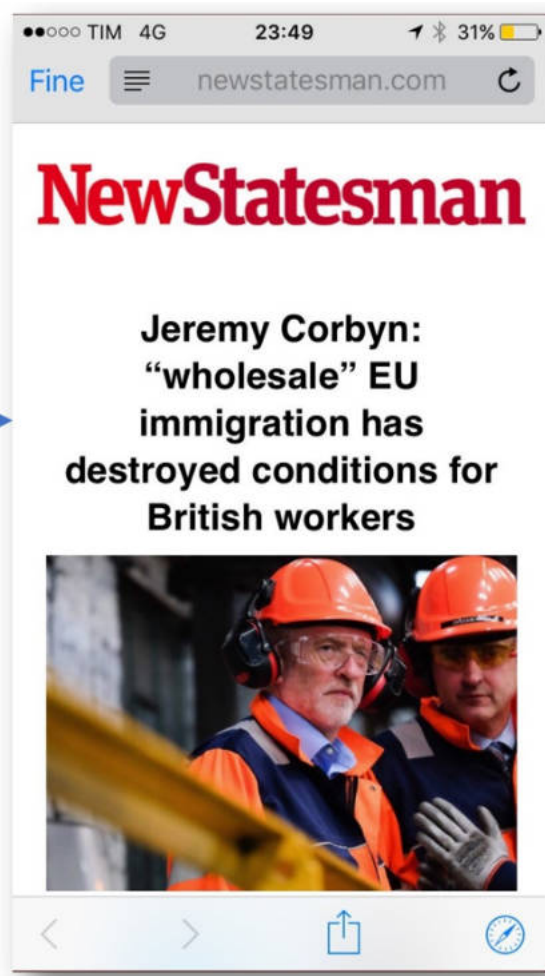 TIM 4G 23:49 31%
Fine newstatesman.com
NewStatesman
Jeremy Corbyn:
“wholesale” EU
immigration has
destroyed conditions for
British workers